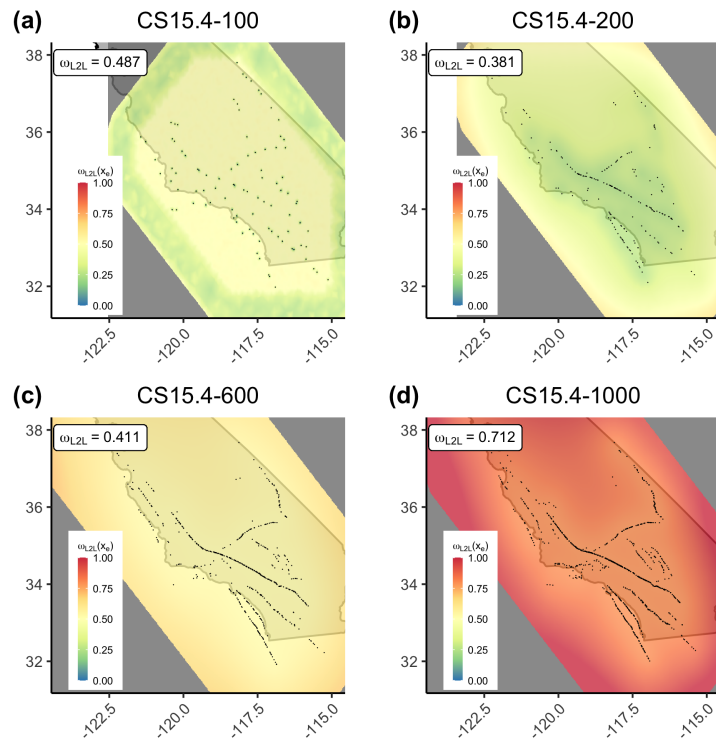 (a) CS15.4-100
ω_L2L = 0.487
38
36
34
32
ω_L2L(x_e)
1.00
0.75
0.50
0.25
0.00
-122.5 -120.0 -117.5 -115.0
(b) CS15.4-200
ω_L2L = 0.381
38
36
34
32
ω_L2L(x_e)
1.00
0.75
0.50
0.25
0.00
-122.5 -120.0 -117.5 -115.0
(c) CS15.4-600
ω_L2L = 0.411
38
36
34
32
ω_L2L(x_e)
1.00
0.75
0.50
0.25
0.00
-122.5 -120.0 -117.5 -115.0
(d) CS15.4-1000
ω_L2L = 0.712
38
36
34
32
ω_L2L(x_e)
1.00
0.75
0.50
0.25
0.00
-122.5 -120.0 -117.5 -115.0